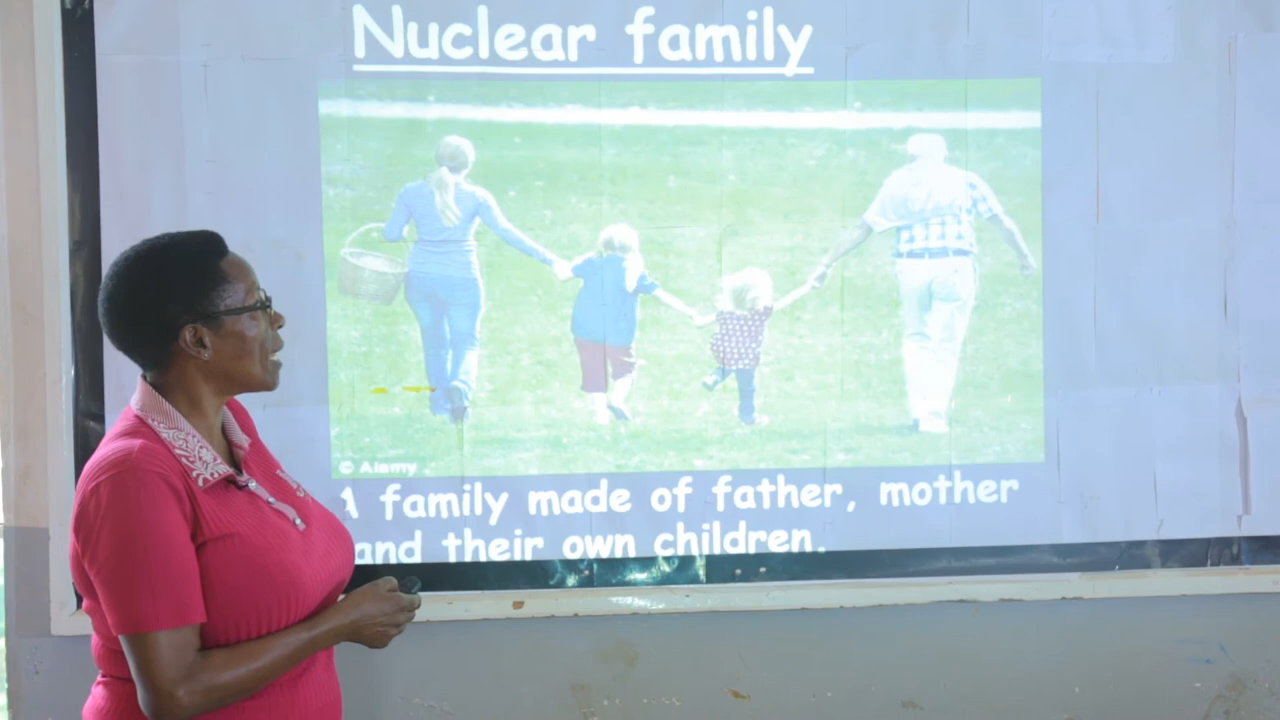 Nuclear family
© Alamy
A family made of father, mother
and their own children.